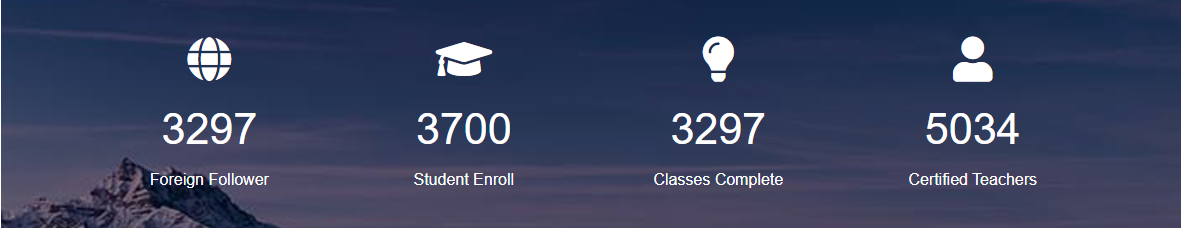 3297 3700 3297 5034
Foreign Follower Student Enroll Classes Complete Certified Teachers